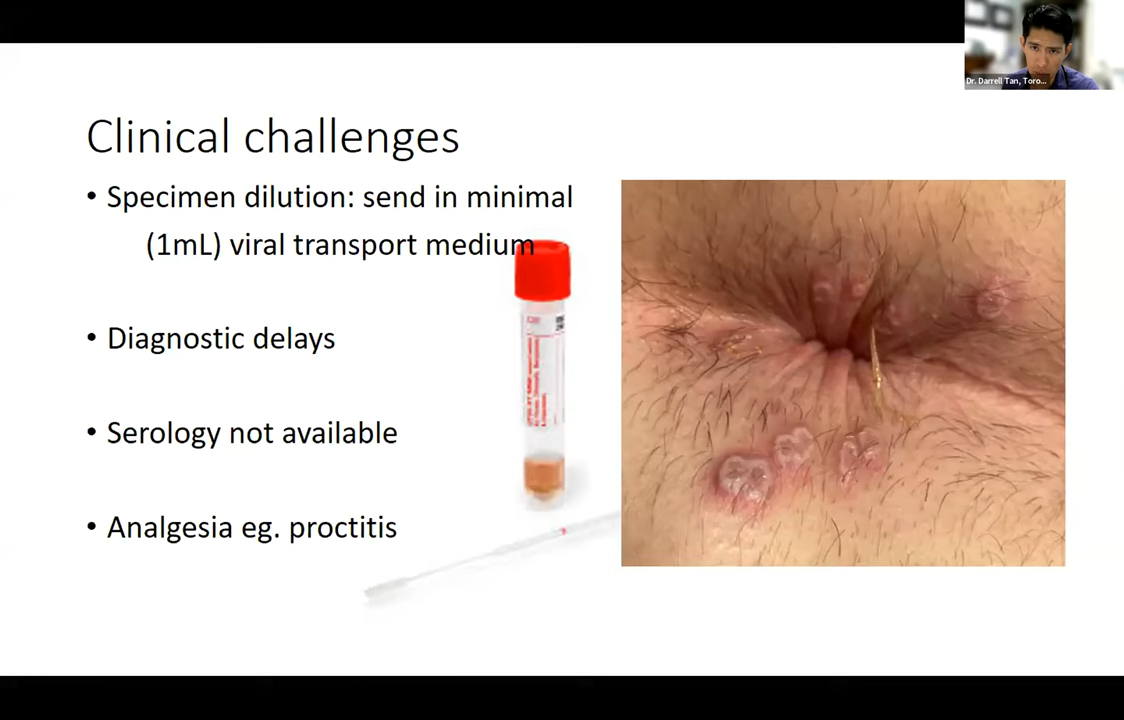 Dr. Darrell Tan, Toro...
Clinical challenges
• Specimen dilution: send in minimal
(1mL) viral transport medium
• Diagnostic delays
• Serology not available
• Analgesia eg. proctitis